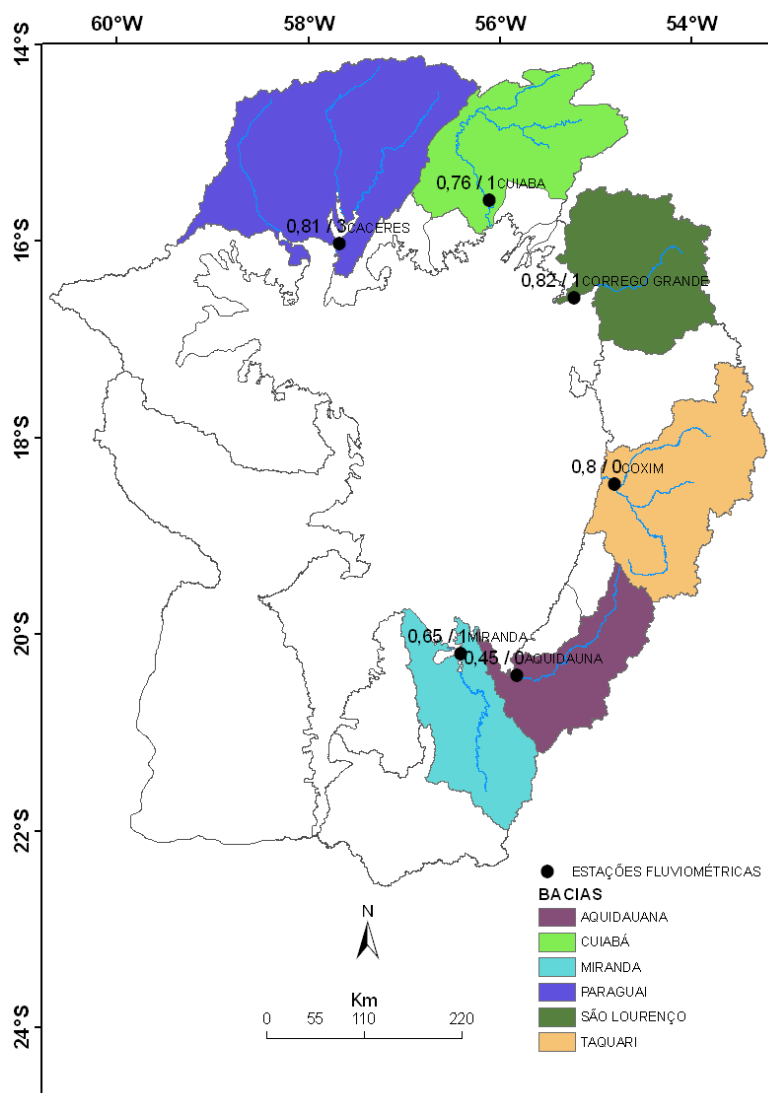 60°W 58°W 56°W 54°W
14°S
0,76 / 1CUIABA
0,81 / 3CACERES
16°S
0,82 / 1CORREGO GRANDE
18°S
0,8 / 0COXIM
20°S
0,65 / 1MIRANDA
0,45 / 0AQUIDAUNA
22°S
ESTAÇÕES FLUVIOMÉTRICAS
BACIAS
N
AQUIDAUANA
CUIABÁ
MIRANDA
PARAGUAI
SÃO LOURENÇO
TAQUARI
Km
0 55 110 220
24°S